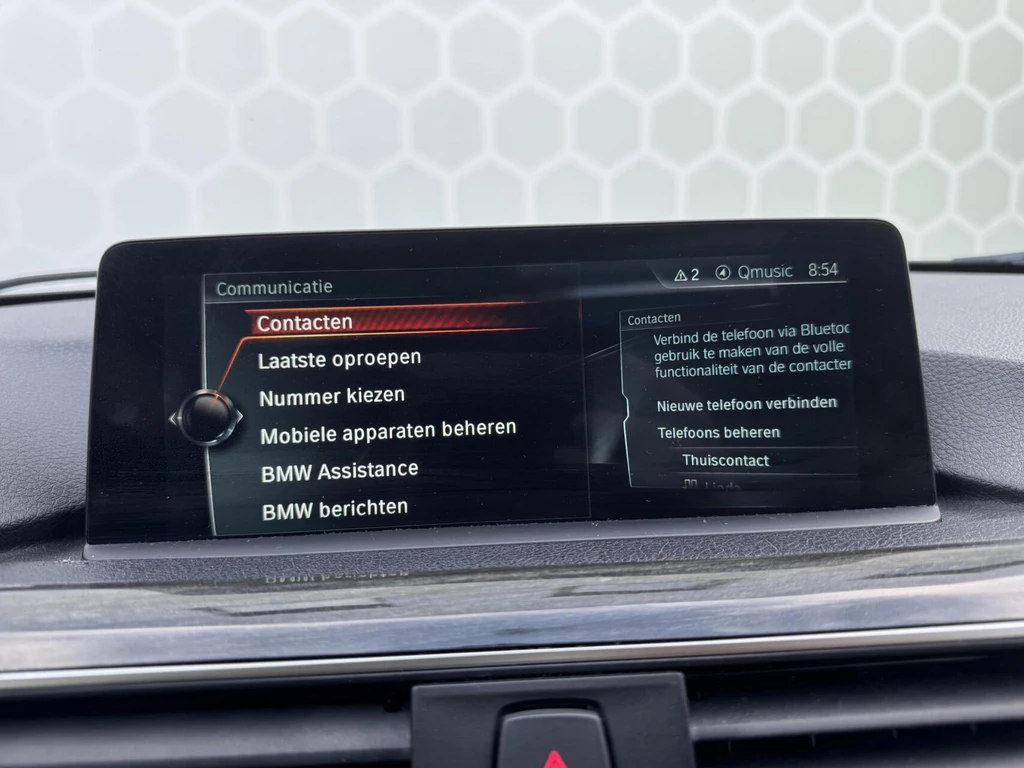 Communicatie
2 Qmusic 8:54
Contacten
Laatste oproepen
Nummer kiezen
Mobiele apparaten beheren
BMW Assistance
BMW berichten
Contacten
Verbind de telefoon via Bluetoo
gebruik te maken van de volle
functionaliteit van de contacten
Nieuwe telefoon verbinden
Telefoons beheren
Thuiscontact